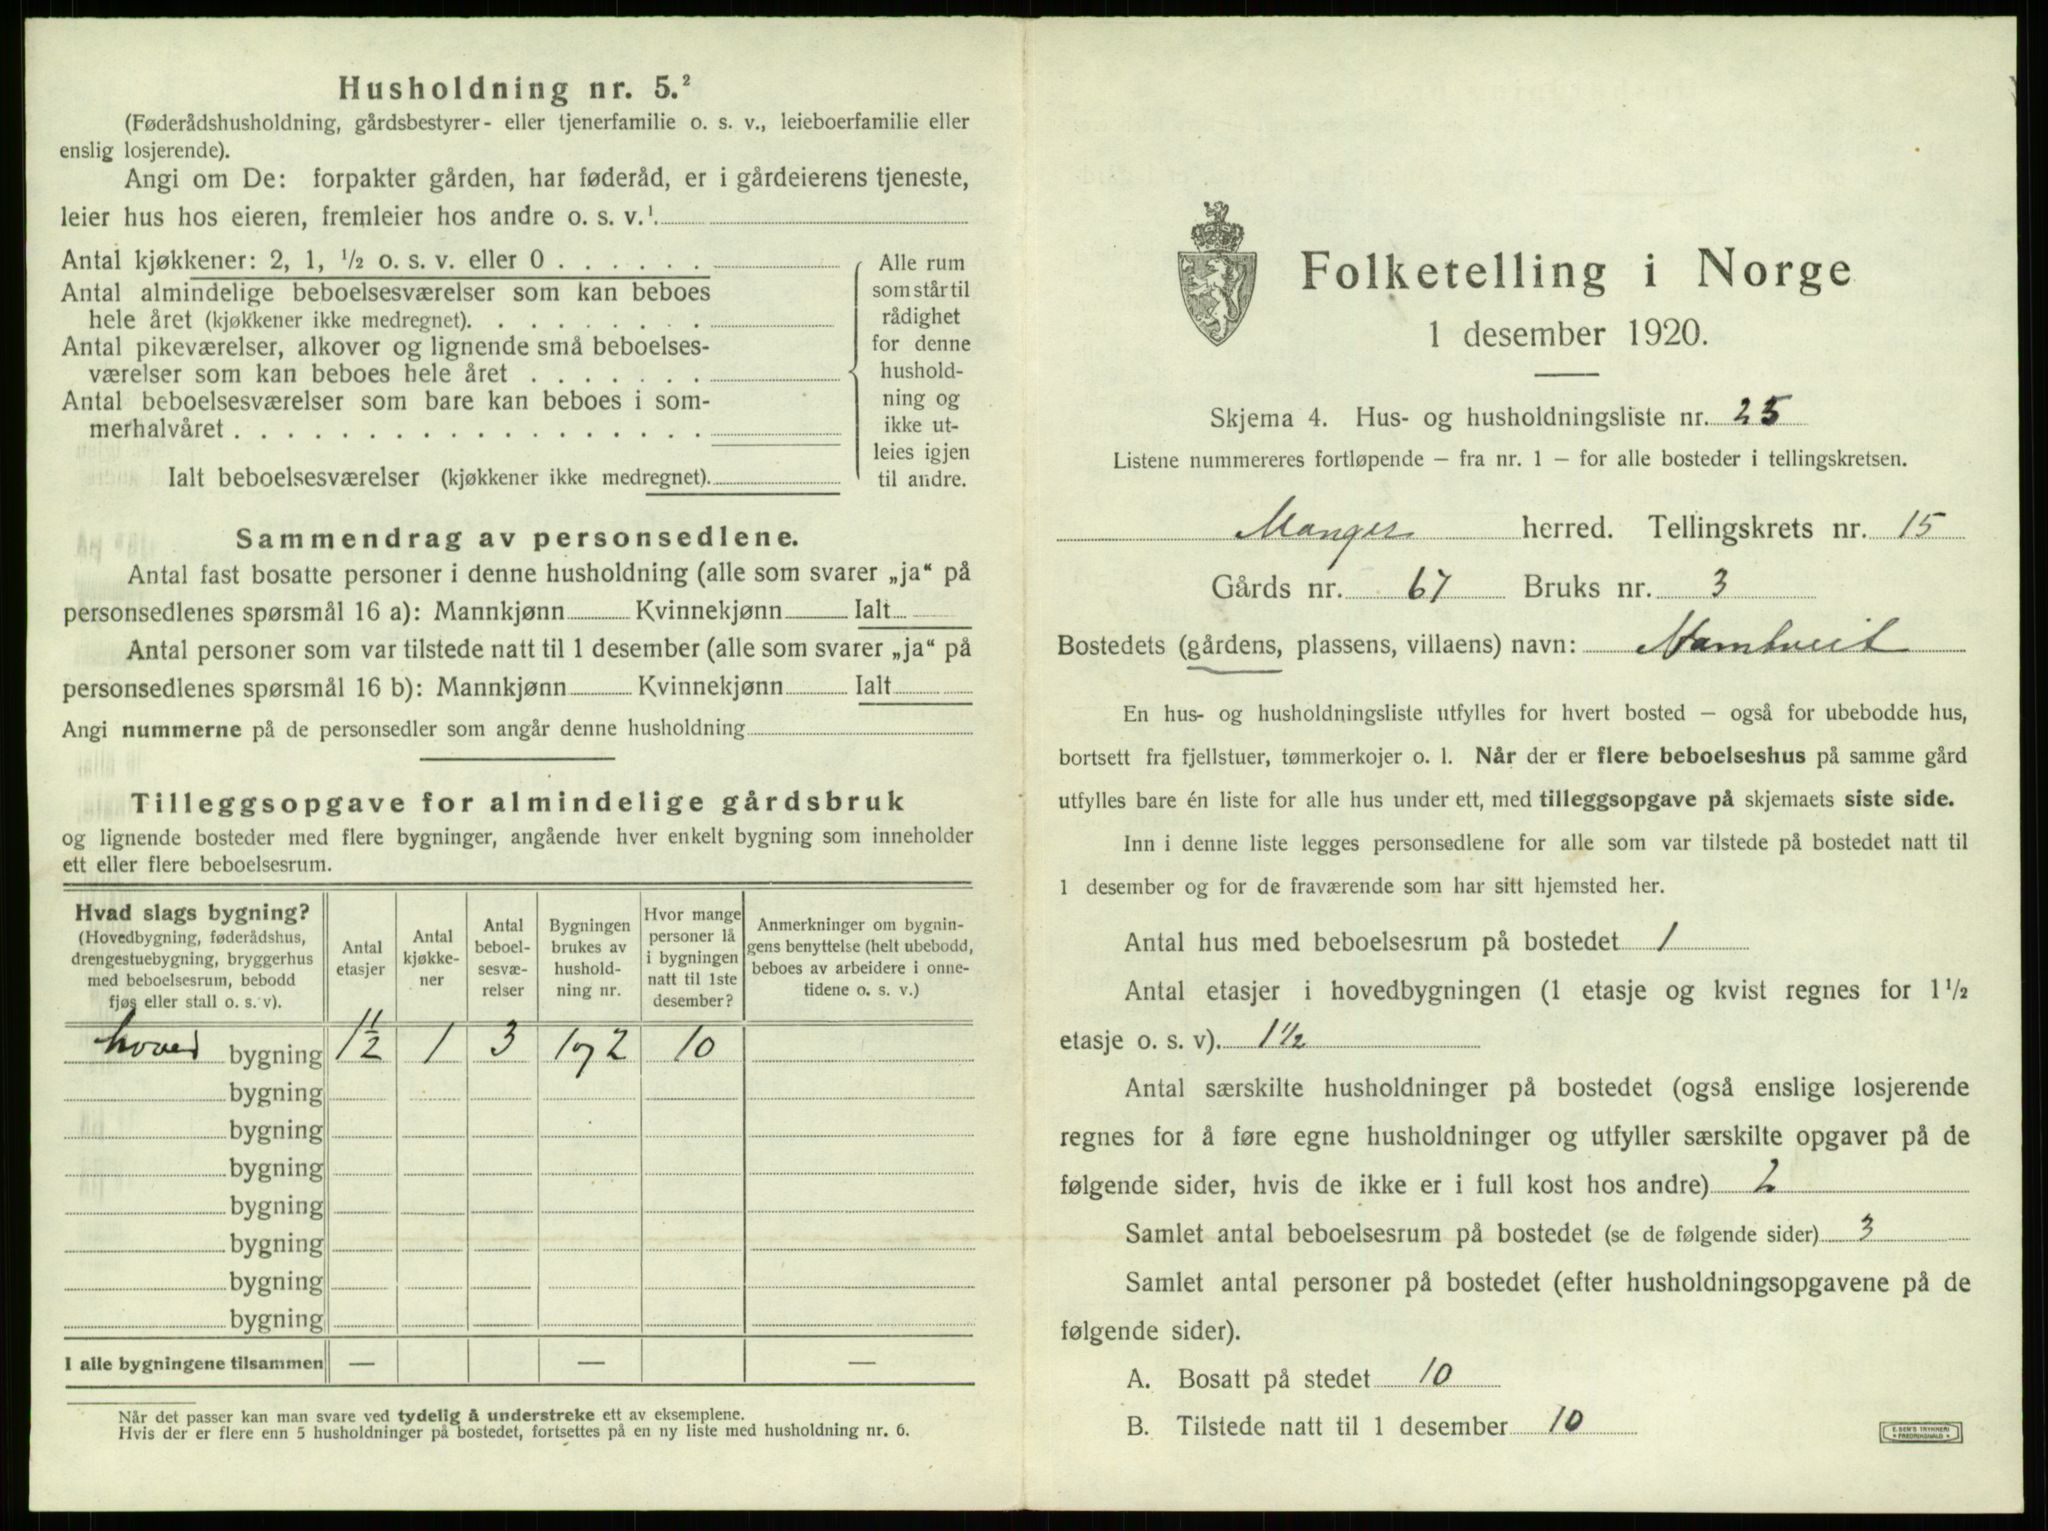 Husholdning nr. 5.²
(Føderådshusholdning, gårdsbestyrer- eller tjenerfamilie o. s. v., leieboerfamilie eller
enslig losjerende).
Angi om De: forpakter gården, har føderåd, er i gårdeierens tjeneste,
leier hus hos eieren, fremleier hos andre o. s. v.¹
Antal kjøkkener: 2, 1, ½ o. s. v. eller 0
Antal almindelige beboelsesværelser som kan beboes
hele året (kjøkkener ikke medregnet).
Antal pikeværelser, alkover og lignende små beboelses-
værelser som kan beboes hele året
Antal beboelsesværelser som bare kan beboes i som-
merhalvåret
Ialt beboelsesværelser (kjøkkener ikke medregnet).
Alle rum
som står til
rådighet
for denne
hushold-
ning og
ikke ut-
leies igjen
til andre.
Sammendrag av personsedlene.
Antal fast bosatte personer i denne husholdning (alle som svarer „ja“ på
personsedlenes spørsmål 16 a): Mannkjønn Kvinnekjønn Ialt
Antal personer som var tilstede natt til 1 desember (alle som svarer „ja“ på
personsedlenes spørsmål 16 b): Mannkjønn Kvinnekjønn Ialt
Angi nummerne på de personsedler som angår denne husholdning
Tilleggsopgave for almindelige gårdsbruk
og lignende bosteder med flere bygninger, angående hver enkelt bygning som inneholder
ett eller flere beboelsesrum.
Hvad slags bygning?
(Hovedbygning, føderådshus,
drengestuebygning, bryggerhus
med beboelsesrum, bebodd
fjøs eller stall o. s. v).
Antal
etasjer
Antal
kjøkke-
ner
Antal
beboel-
sesvæ-
relser
Bygningen
brukes av
hushold-
ning nr.
Hvor mange
personer lå
i bygningen
natt til 1ste
desember?
Anmerkninger om bygnin-
gens benyttelse (helt ubebodd,
beboes av arbeidere i onne-
tidene o. s. v.)
hoved bygning 1½ 1 3 1 og 2 10
bygning
bygning
bygning
bygning
bygning
bygning
bygning
I alle bygningene tilsammen — — —
Når det passer kan man svare ved tydelig å understreke ett av eksemplene.
Hvis der er flere enn 5 husholdninger på bostedet, fortsettes på en ny liste med husholdning nr. 6.
Folketelling i Norge
1 desember 1920.
Skjema 4. Hus- og husholdningsliste nr. 25
Listene nummereres fortløpende – fra nr. 1 – for alle bosteder i tellingskretsen.
Manger herred. Tellingskrets nr. 15
Gårds nr. 67 Bruks nr. 3
Bostedets (gårdens, plassens, villaens) navn: Namtveit
En hus- og husholdningsliste utfylles for hvert bosted – også for ubebodde hus,
bortsett fra fjellstuer, tømmerkojer o. l. Når der er flere beboelseshus på samme gård
utfylles bare én liste for alle hus under ett, med tilleggsopgave på skjemaets siste side.
Inn i denne liste legges personsedlene for alle som var tilstede på bostedet natt til
1 desember og for de fraværende som har sitt hjemsted her.
Antal hus med beboelsesrum på bostedet 1
Antal etasjer i hovedbygningen (1 etasje og kvist regnes for 1½
etasje o. s. v). 1½
Antal særskilte husholdninger på bostedet (også enslige losjerende
regnes for å føre egne husholdninger og utfyller særskilte opgaver på de
følgende sider, hvis de ikke er i full kost hos andre) 2
Samlet antal beboelsesrum på bostedet (se de følgende sider) 3
Samlet antal personer på bostedet (efter husholdningsopgavene på de
følgende sider).
A. Bosatt på stedet 10
B. Tilstede natt til 1 desember 10
E. SEM'S TRYKKERI
FREDRIKSHALD